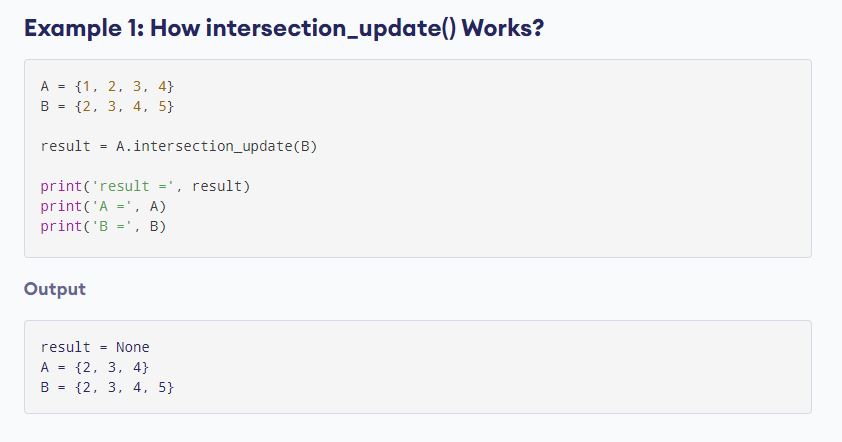 Example 1: How intersection_update() Works?
A = {1, 2, 3, 4}
B = {2, 3, 4, 5}
result = A.intersection_update(B)
print('result =', result)
print('A =', A)
print('B =', B)
Output
result = None
A = {2, 3, 4}
B = {2, 3, 4, 5}